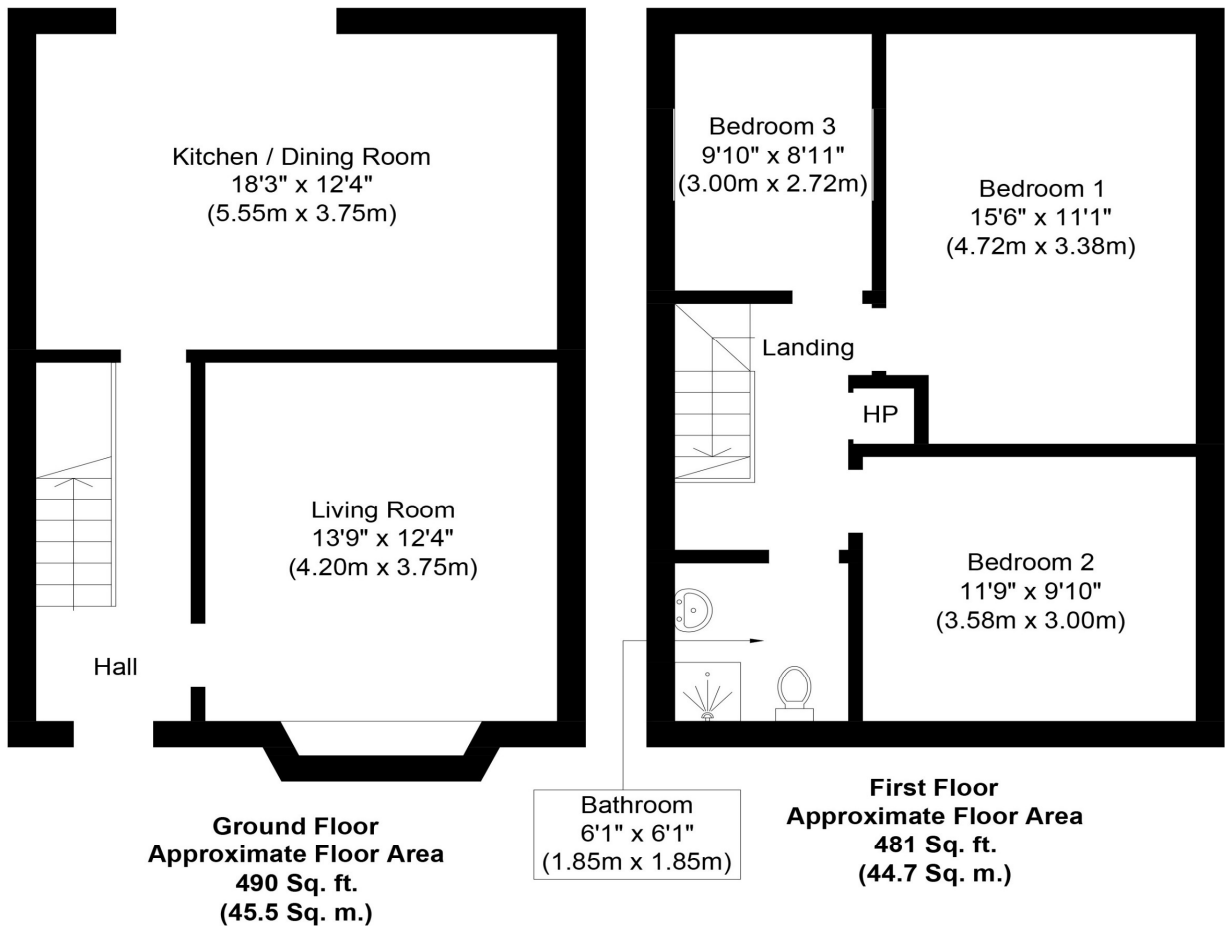 Kitchen / Dining Room
18'3" x 12'4"
(5.55m x 3.75m)
Living Room
13'9" x 12'4"
(4.20m x 3.75m)
Hall
Ground Floor
Approximate Floor Area
490 Sq. ft.
(45.5 Sq. m.)
Bedroom 3
9'10" x 8'11"
(3.00m x 2.72m)
Bedroom 1
15'6" x 11'1"
(4.72m x 3.38m)
Landing
HP
Bedroom 2
11'9" x 9'10"
(3.58m x 3.00m)
Bathroom
6'1" x 6'1"
(1.85m x 1.85m)
First Floor
Approximate Floor Area
481 Sq. ft.
(44.7 Sq. m.)